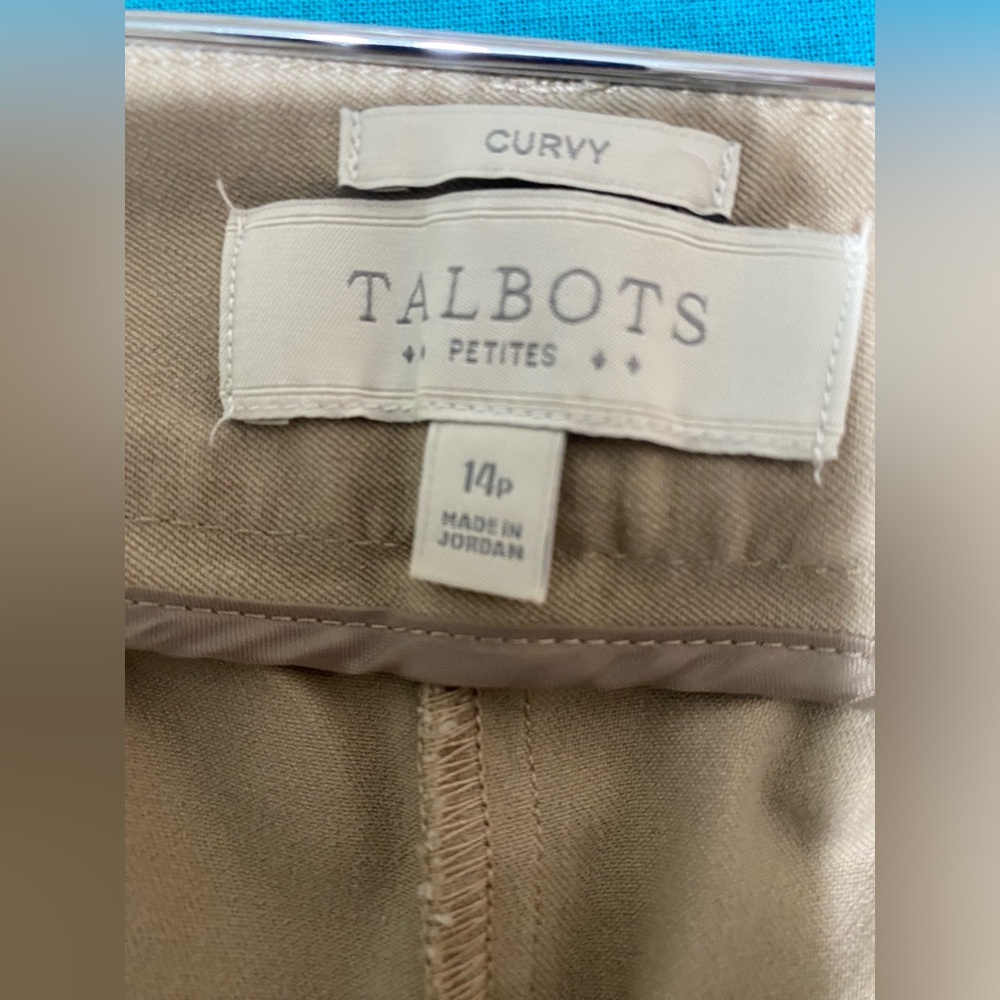 CURVY
TALBOTS
PETITES
14P
MADE IN
JORDAN